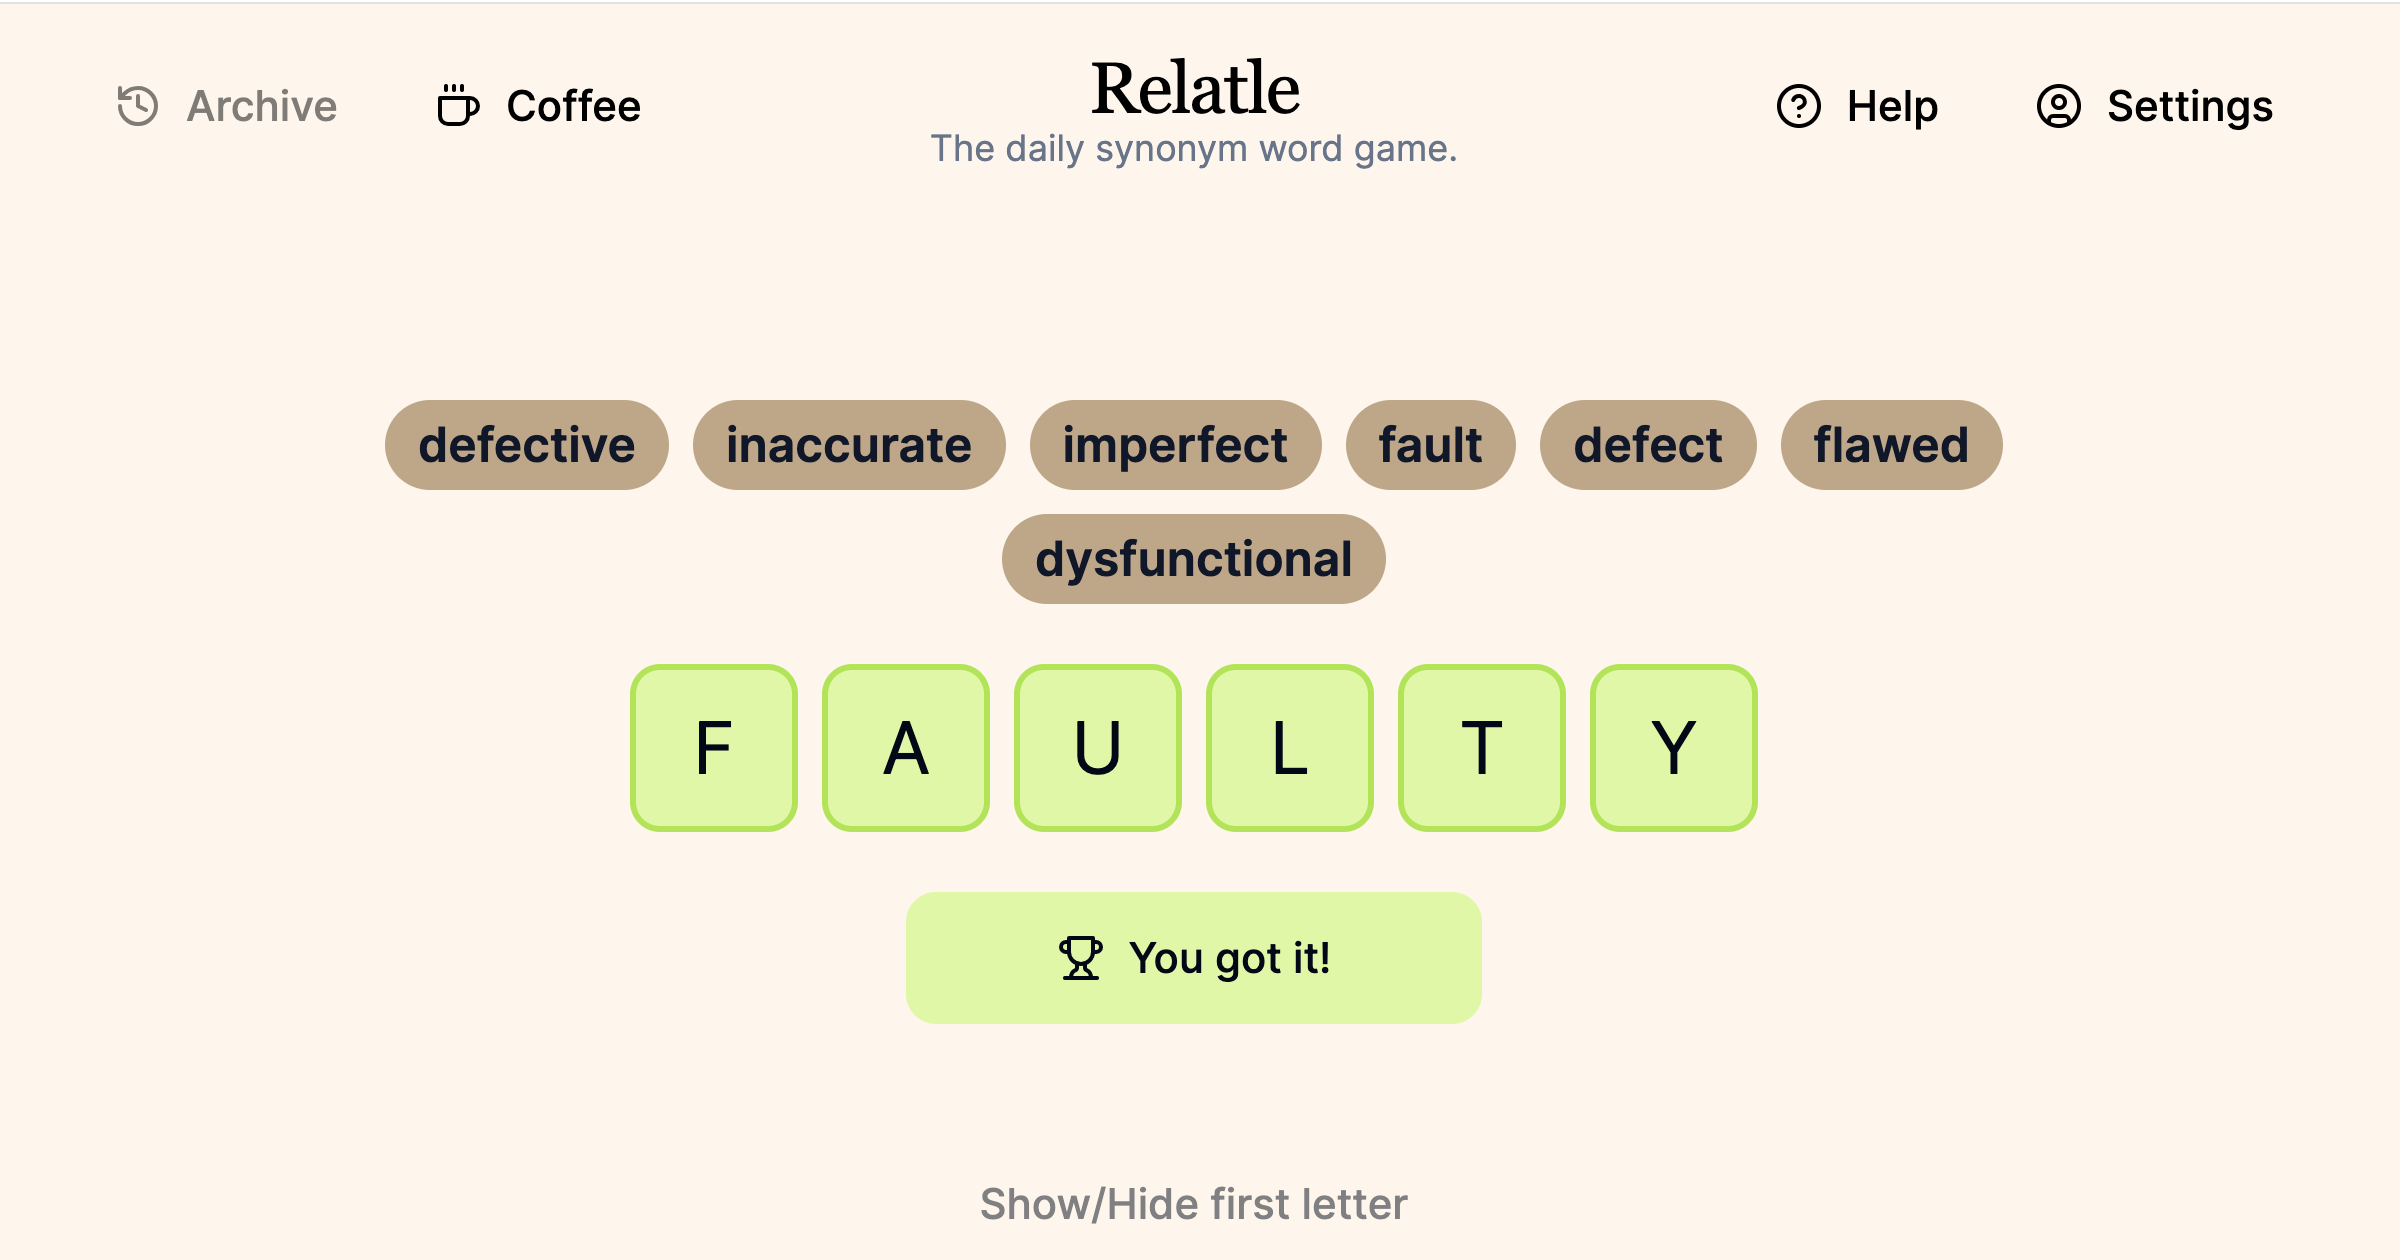 Archive Coffee Relatle Help Settings
The daily synonym word game.
defective inaccurate imperfect fault defect flawed
dysfunctional
F A U L T Y
You got it!
Show/Hide first letter